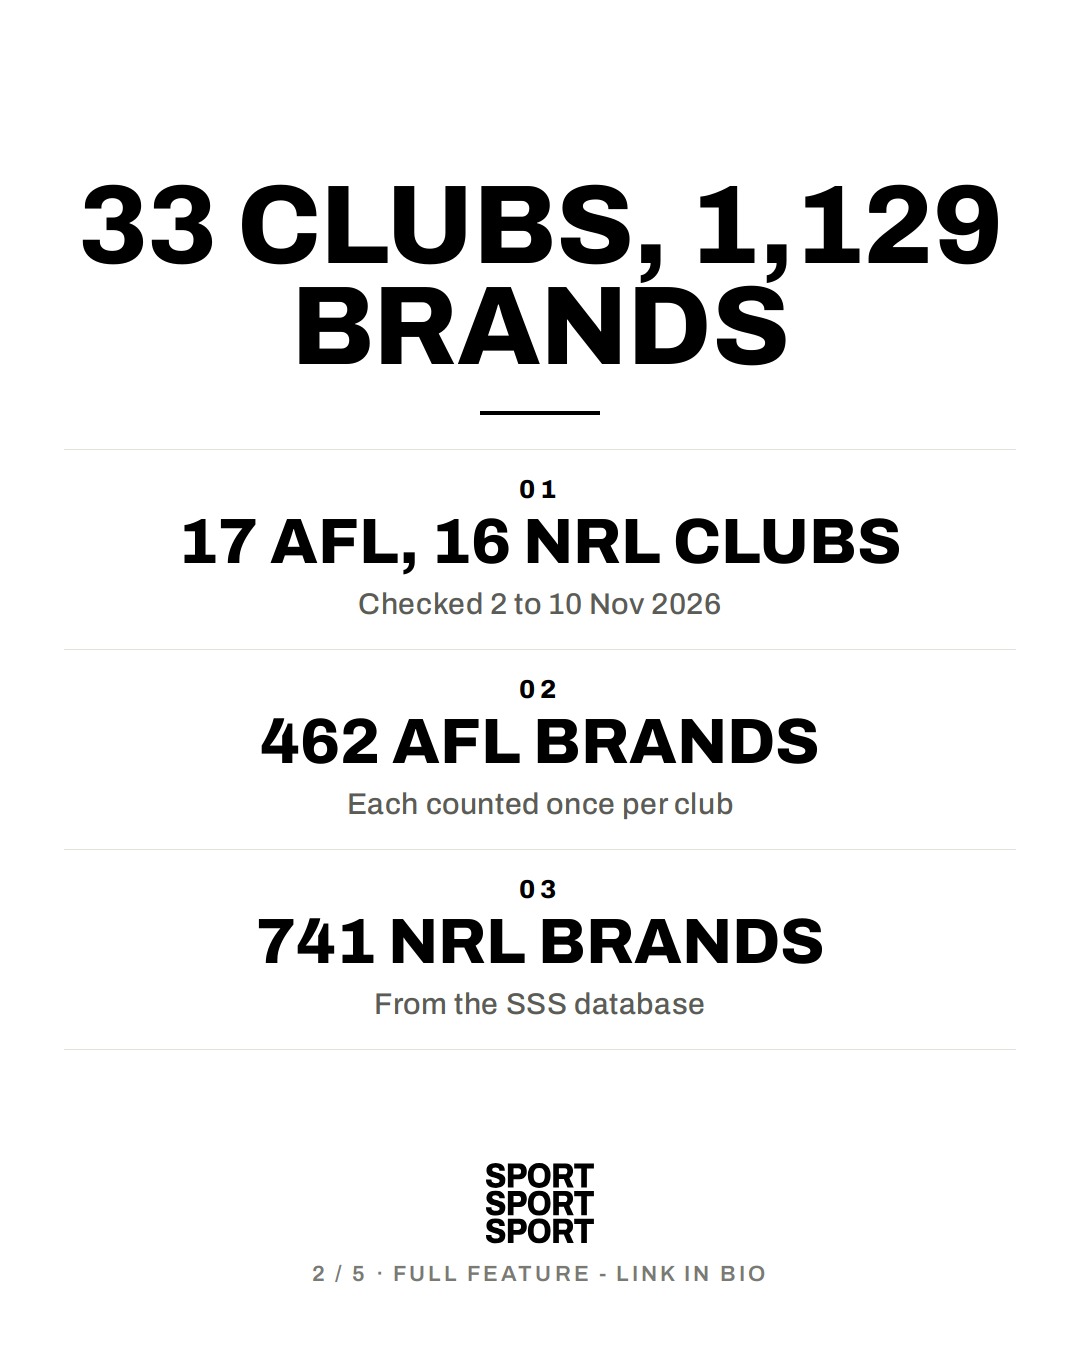 33 CLUBS, 1,129
BRANDS
01
17 AFL, 16 NRL CLUBS
Checked 2 to 10 Nov 2026
02
462 AFL BRANDS
Each counted once per club
03
741 NRL BRANDS
From the SSS database
SPORT
SPORT
SPORT
2 / 5 · FULL FEATURE - LINK IN BIO